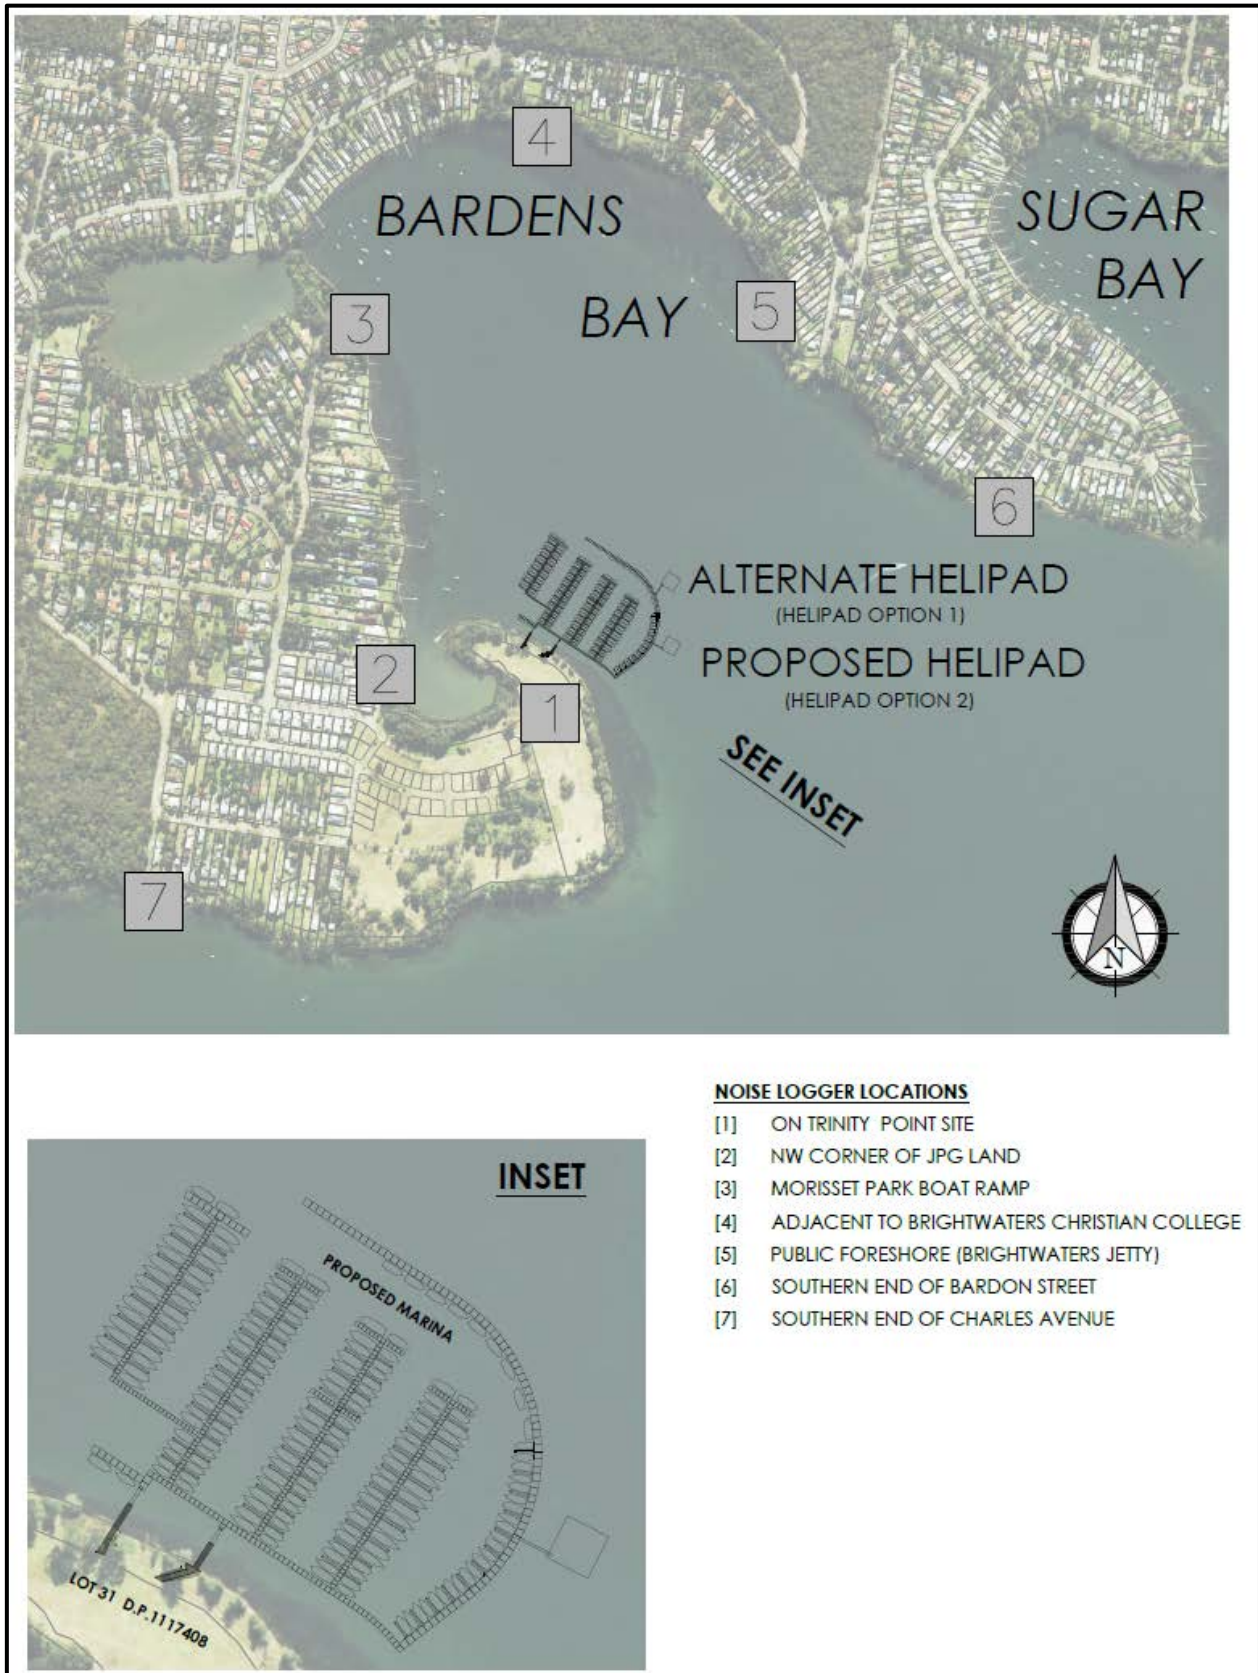 4
BARDENS
SUGAR
BAY
3
BAY
5
6
ALTERNATE HELIPAD
(HELIPAD OPTION 1)
2
PROPOSED HELIPAD
(HELIPAD OPTION 2)
1
SEE INSET
7
N
NOISE LOGGER LOCATIONS
[1] ON TRINITY POINT SITE
[2] NW CORNER OF JPG LAND
[3] MORISSET PARK BOAT RAMP
[4] ADJACENT TO BRIGHTWATERS CHRISTIAN COLLEGE
[5] PUBLIC FORESHORE (BRIGHTWATERS JETTY)
[6] SOUTHERN END OF BARDON STREET
[7] SOUTHERN END OF CHARLES AVENUE
INSET
PROPOSED MARINA
LOT 31 D.P.1117408